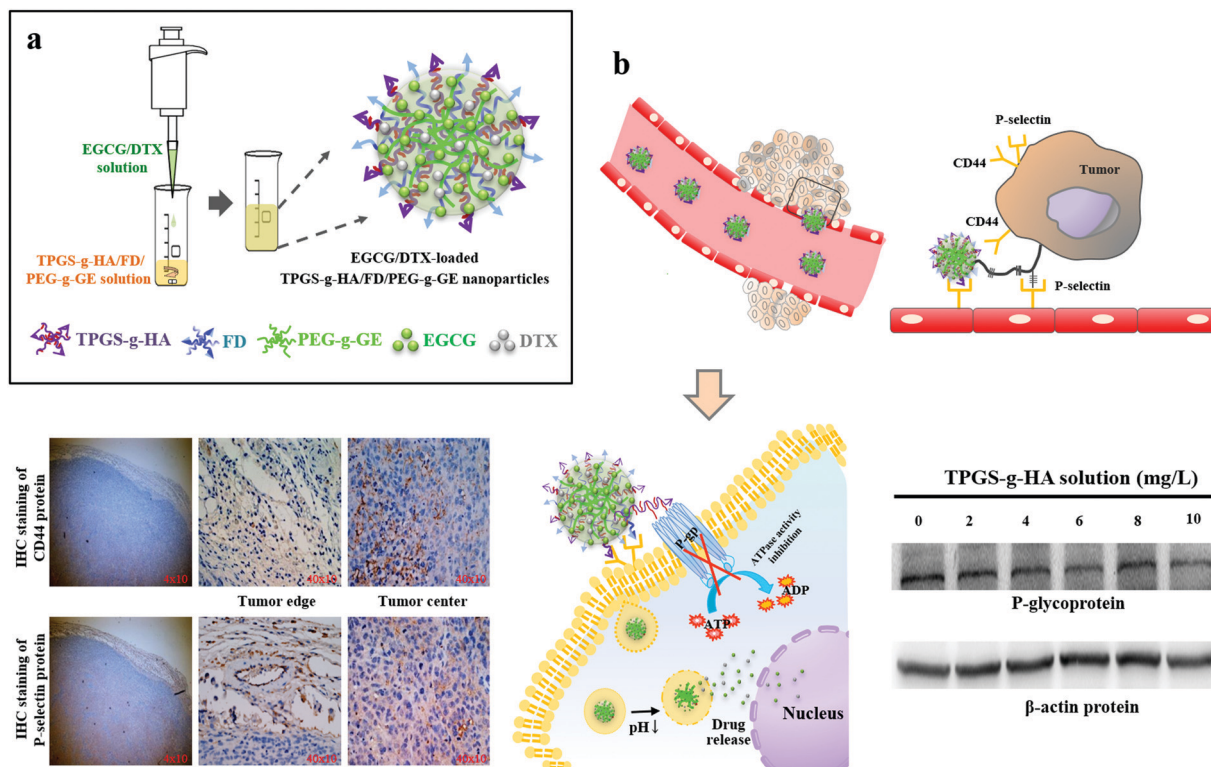 a
EGCG/DTX
solution
TPGS-g-HA/FD/
PEG-g-GE solution
EGCG/DTX-loaded
TPGS-g-HA/FD/PEG-g-GE nanoparticles
TPGS-g-HA
FD
PEG-g-GE
EGCG
DTX
b
P-selectin
CD44
Tumor
CD44
P-selectin
IHC staining of
CD44 protein
4x10
40x10
40x10
Tumor edge
Tumor center
IHC staining of
P-selectin protein
4x10
40x10
40x10
P-gp
ATPase activity
inhibition
ADP
ATP
pH↓
Drug
release
Nucleus
TPGS-g-HA solution (mg/L)
0 2 4 6 8 10
P-glycoprotein
β-actin protein